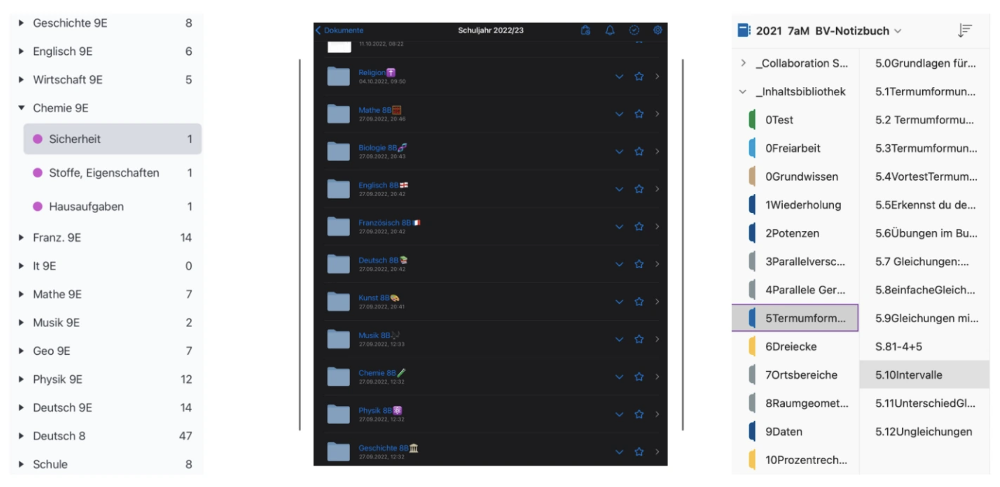 Geschichte 9E 8
Englisch 9E 6
Wirtschaft 9E 5
Chemie 9E
Sicherheit 1
Stoffe, Eigenschaften 1
Hausaufgaben 1
Franz. 9E 14
It 9E 0
Mathe 9E 7
Musik 9E 2
Geo 9E 7
Physik 9E 12
Deutsch 9E 14
Deutsch 8 47
Schule 8
Dokumente Schuljahr 2022/23
11.10.2022, 08:22
Religion
04.10.2022, 09:50
Mathe 8B
27.09.2022, 20:46
Biologie 8B
27.09.2022, 20:43
Englisch 8B
27.09.2022, 20:42
Französisch 8B
27.09.2022, 20:42
Deutsch 8B
27.09.2022, 20:42
Kunst 8B
27.09.2022, 20:41
Musik 8B
27.09.2022, 12:33
Chemie 8B
27.09.2022, 12:32
Physik 8B
27.09.2022, 12:32
Geschichte 8B
27.09.2022, 12:32
2021 7aM BV-Notizbuch
_Collaboration S...
_Inhaltsbibliothek
0Test
0Freiarbeit
0Grundwissen
1Wiederholung
2Potenzen
3Parallelversc...
4Parallele Ger...
5Termumform...
6Dreiecke
7Ortsbereiche
8Raumgeomet...
9Daten
10Prozentrech...
5.0Grundlagen für...
5.1Termumformun...
5.2 Termumformu...
5.3Termumformun...
5.4VortestTermum...
5.5Erkennst du de...
5.6Übungen im Bu...
5.7 Gleichungen:...
5.8einfacheGleich...
5.9Gleichungen mi...
S.81-4+5
5.10Intervalle
5.11UnterschiedGl...
5.12Ungleichungen